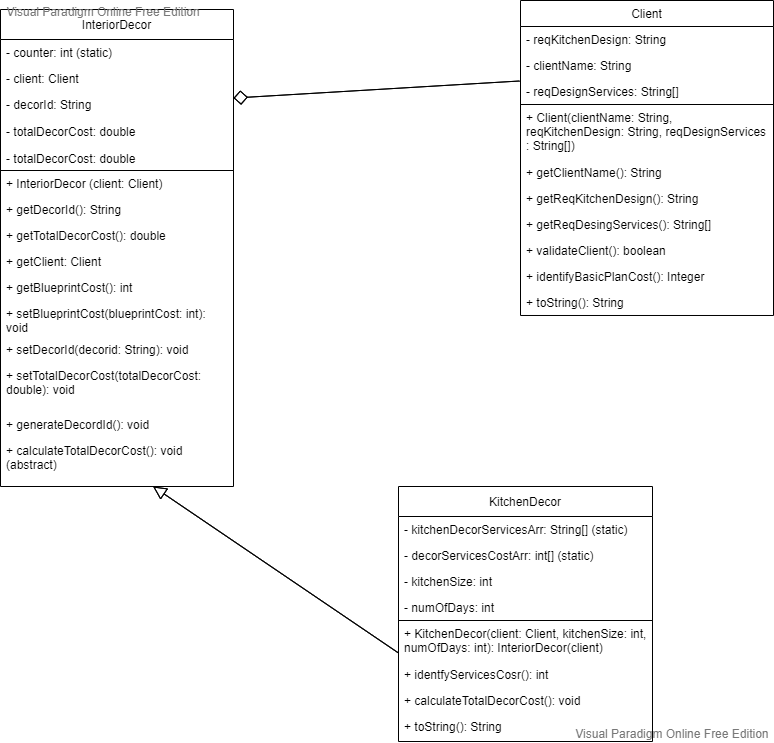 Visual Paradigm Online Free Edition
InteriorDecor
- counter: int (static)
- client: Client
- decorId: String
- totalDecorCost: double
- totalDecorCost: double
+ InteriorDecor (client: Client)
+ getDecorId(): String
+ getTotalDecorCost(): double
+ getClient: Client
+ getBlueprintCost(): int
+ setBlueprintCost(blueprintCost: int):
void
+ setDecorId(decorid: String): void
+ setTotalDecorCost(totalDecorCost:
double): void
+ generateDecordId(): void
+ calculateTotalDecorCost(): void
(abstract)
Client
- reqKitchenDesign: String
- clientName: String
- reqDesignServices: String[]
+ Client(clientName: String,
reqKitchenDesign: String, reqDesignServices
: String[])
+ getClientName(): String
+ getReqKitchenDesign(): String
+ getReqDesingServices(): String[]
+ validateClient(): boolean
+ identifyBasicPlanCost(): Integer
+ toString(): String
KitchenDecor
- kitchenDecorServicesArr: String[] (static)
- decorServicesCostArr: int[] (static)
- kitchenSize: int
- numOfDays: int
+ KitchenDecor(client: Client, kitchenSize: int,
numOfDays: int): InteriorDecor(client)
+ identfyServicesCosr(): int
+ calculateTotalDecorCost(): void
+ toString(): String
Visual Paradigm Online Free Edition